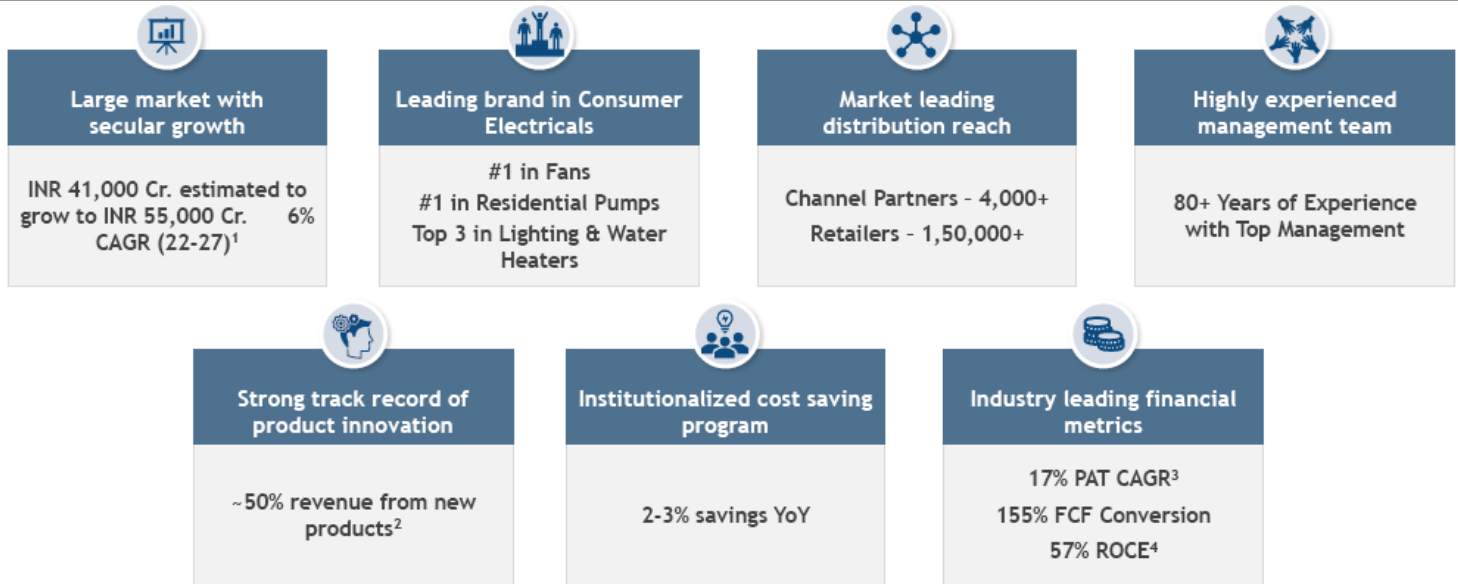 Large market with
secular growth
INR 41,000 Cr. estimated to
grow to INR 55,000 Cr. 6%
CAGR (22-27)¹
Leading brand in Consumer
Electricals
#1 in Fans
#1 in Residential Pumps
Top 3 in Lighting & Water
Heaters
Market leading
distribution reach
Channel Partners - 4,000+
Retailers - 1,50,000+
Highly experienced
management team
80+ Years of Experience
with Top Management
Strong track record of
product innovation
~50% revenue from new
products²
Institutionalized cost saving
program
2-3% savings YoY
Industry leading financial
metrics
17% PAT CAGR³
155% FCF Conversion
57% ROCE⁴